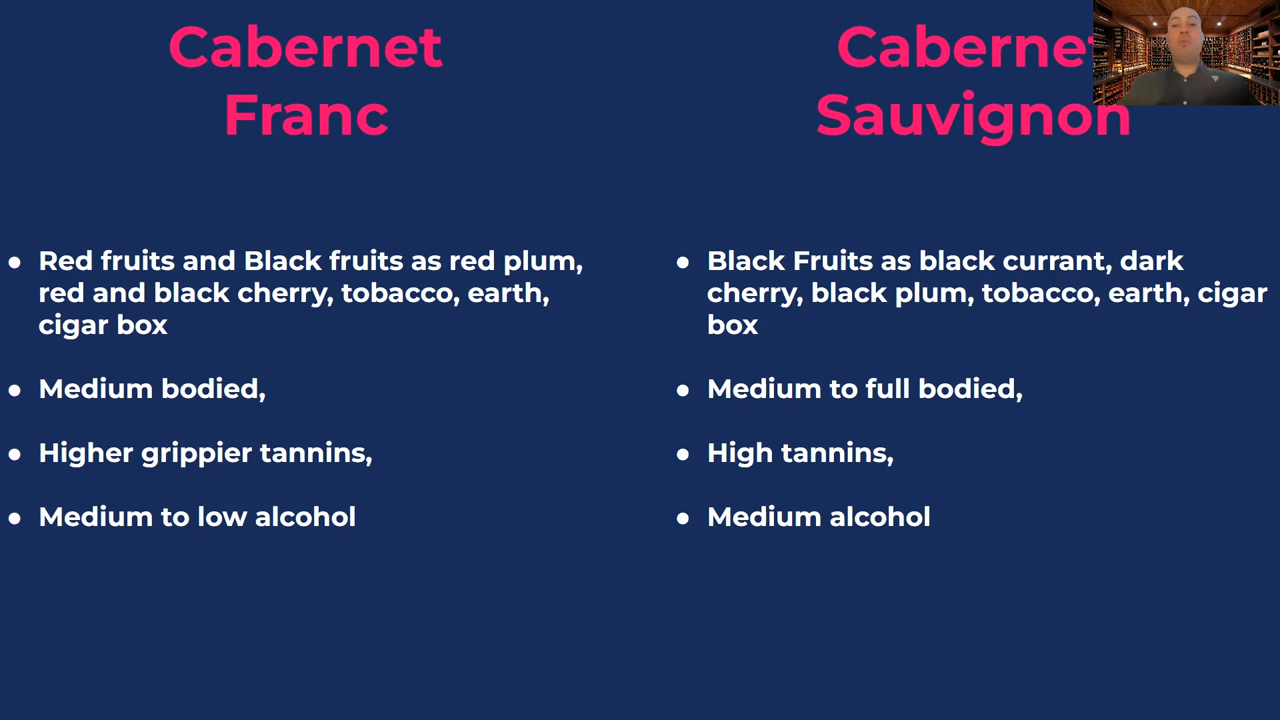 Cabernet
Franc
● Red fruits and Black fruits as red plum,
red and black cherry, tobacco, earth,
cigar box
● Medium bodied,
● Higher grippier tannins,
● Medium to low alcohol
Cabernet
Sauvignon
● Black Fruits as black currant, dark
cherry, black plum, tobacco, earth, cigar
box
● Medium to full bodied,
● High tannins,
● Medium alcohol